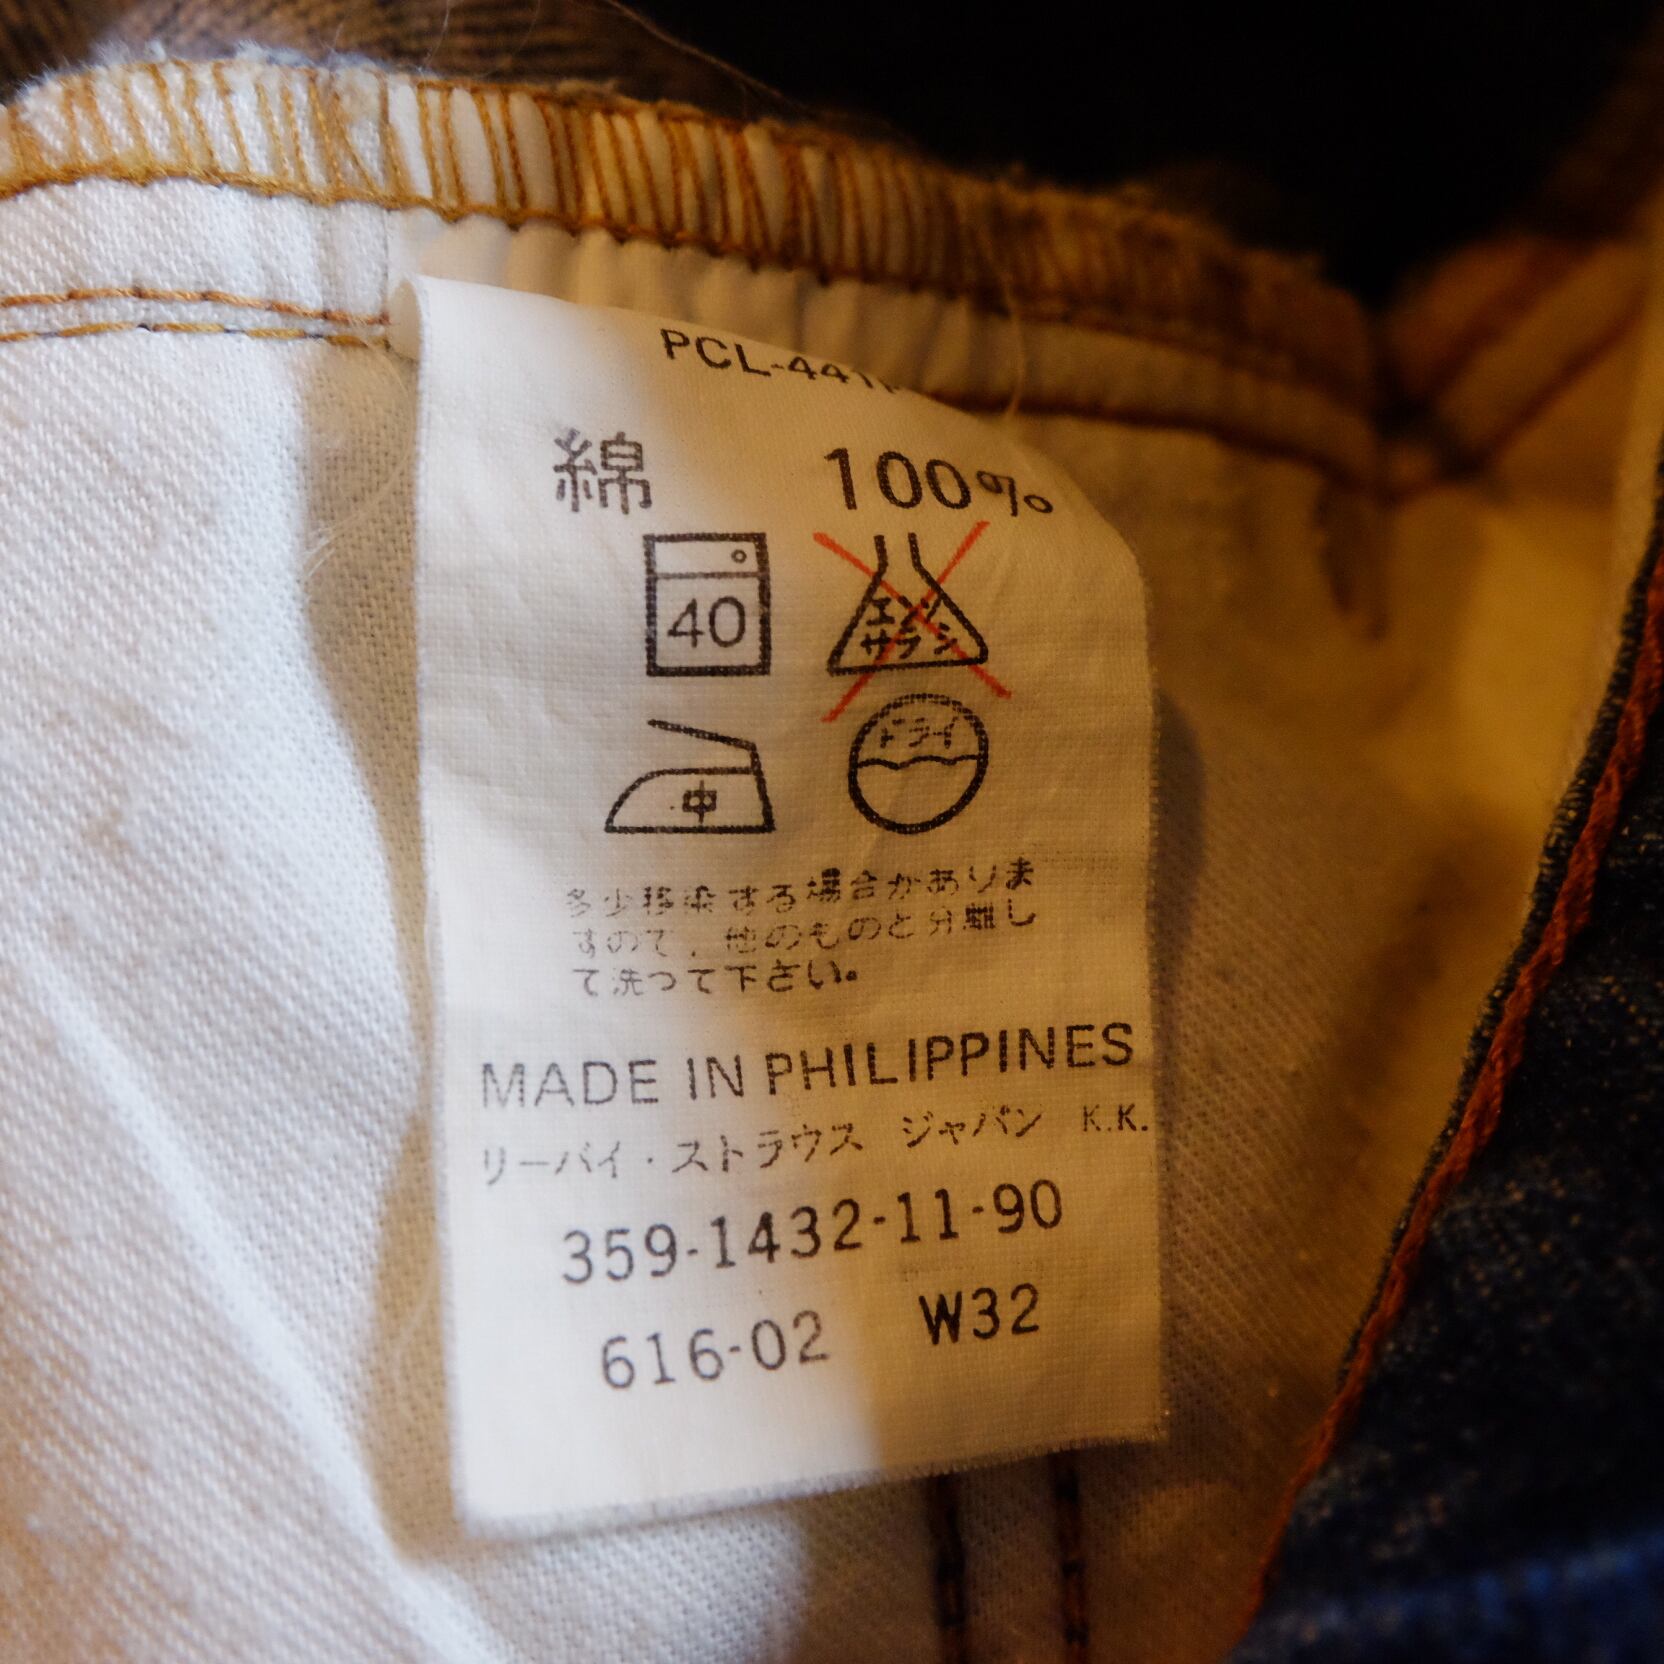 綿 100%
40 エンソ
サラシ
中 ドライ
多少移染する場合がありま
すので、他のものと分離し
て洗って下さい。
MADE IN PHILIPPINES
リーバイ・ストラウス ジャパン K.K.
359-1432-11-90
616-02 W32